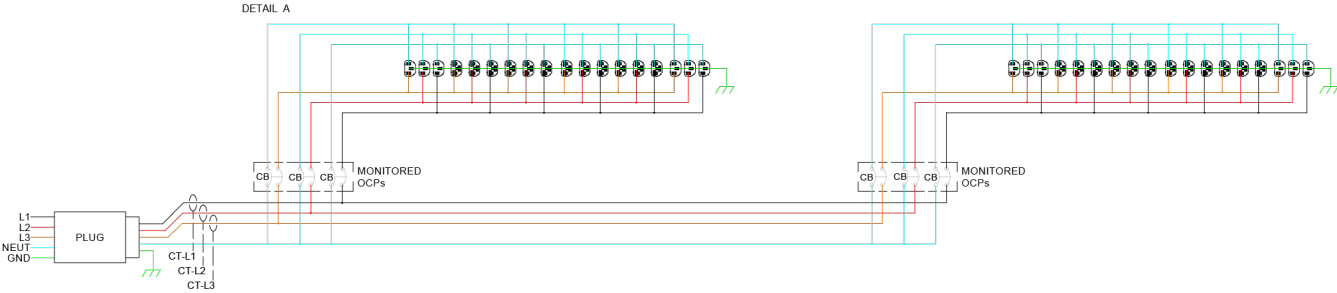 DETAIL A
CB
CB
CB
MONITORED
OCPs
CB
CB
CB
MONITORED
OCPs
L1
L2
L3
NEUT
GND
PLUG
CT-L1
CT-L2
CT-L3